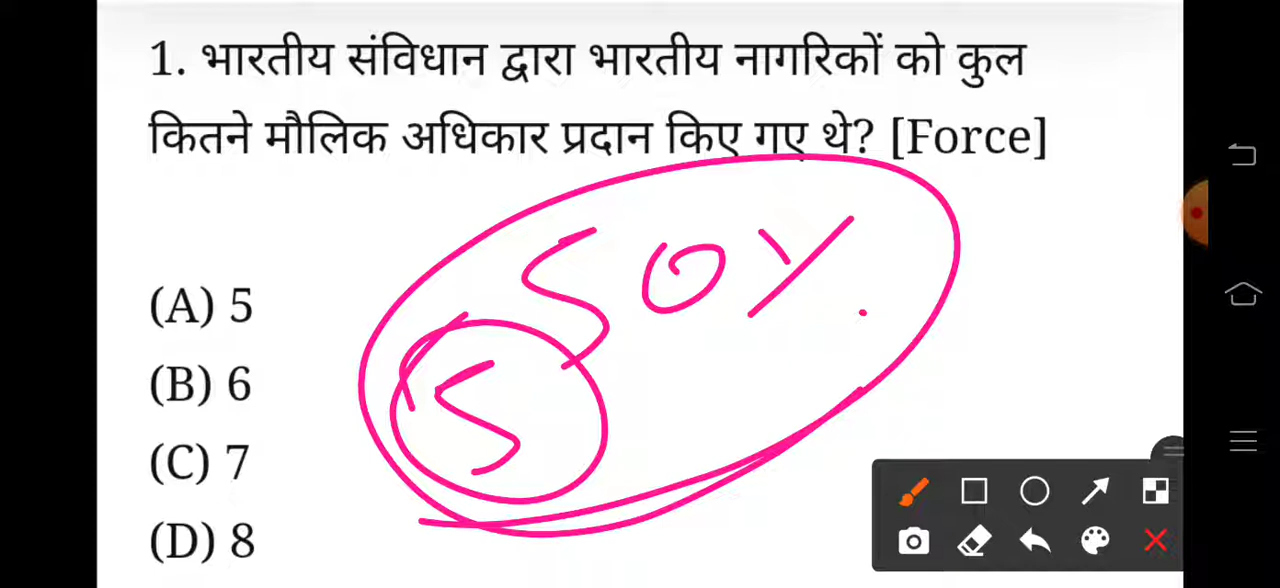 1. भारतीय संविधान द्वारा भारतीय नागरिकों को कुल
कितने मौलिक अधिकार प्रदान किए गए थे? [Force]
50%.
(A) 5
5
(B) 6
(C) 7
(D) 8